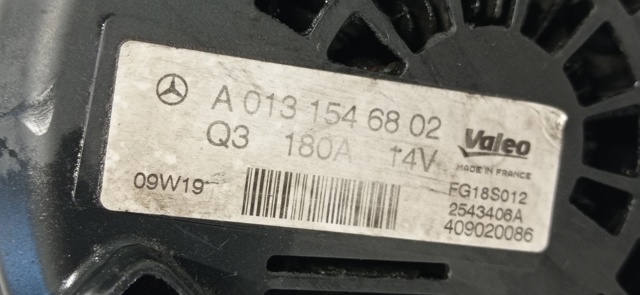 A 013 154 68 02
Q3 180A 14V
Valeo
MADE IN FRANCE
09W19
FG18S012
2543406A
409020086